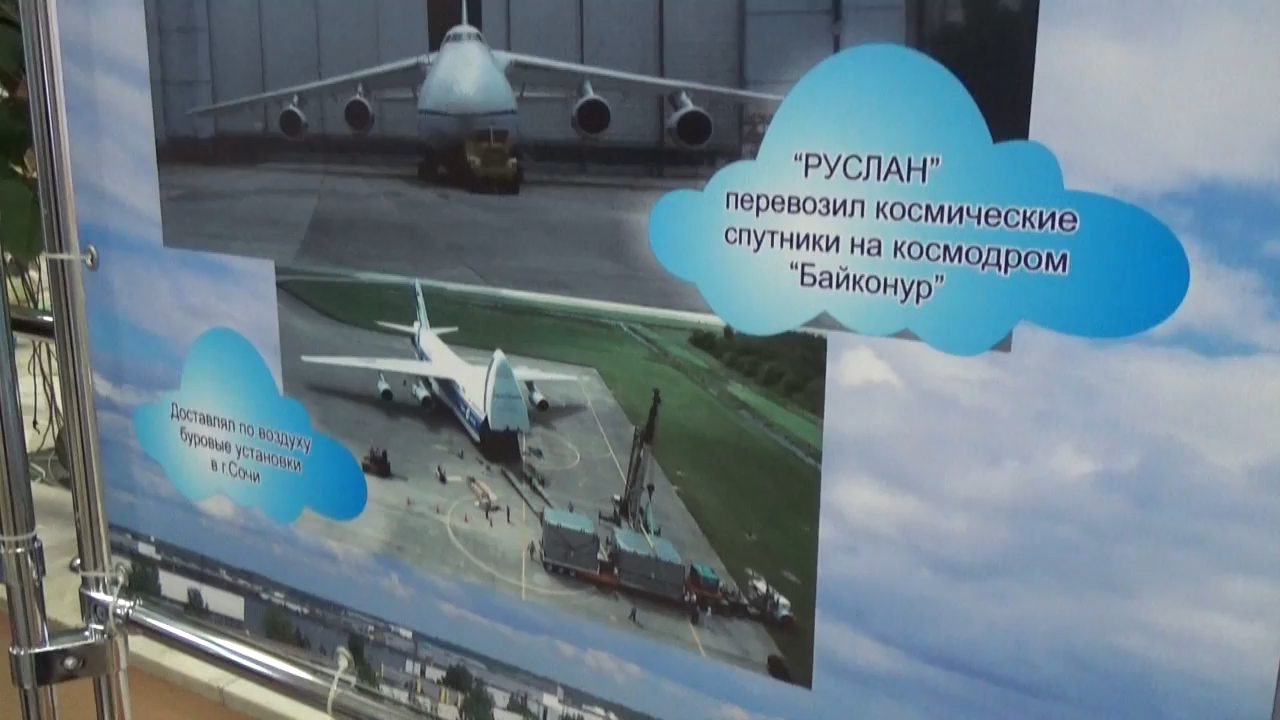 “РУСЛАН”
перевозил космические
спутники на космодром
“Байконур”
Доставлял по воздуху
буровые установки
в г.Сочи